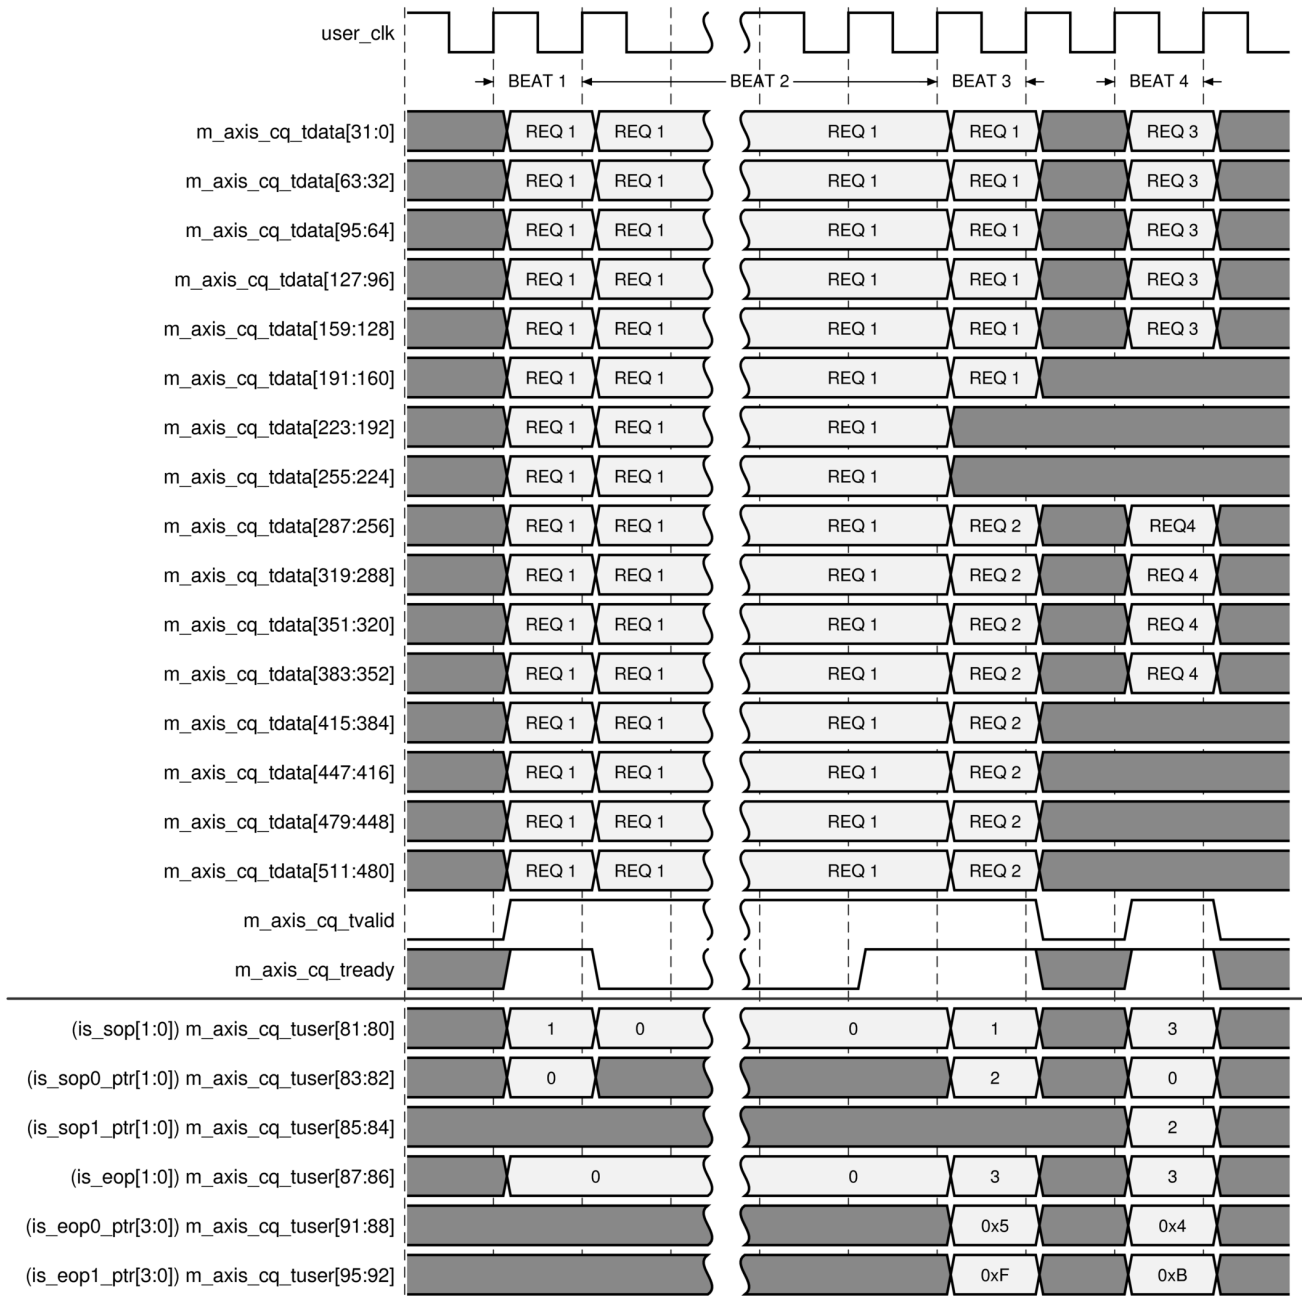 user_clk
BEAT 1 BEAT 2 BEAT 3 BEAT 4
m_axis_cq_tdata[31:0] REQ 1 REQ 1 REQ 1 REQ 1 REQ 3
m_axis_cq_tdata[63:32] REQ 1 REQ 1 REQ 1 REQ 1 REQ 3
m_axis_cq_tdata[95:64] REQ 1 REQ 1 REQ 1 REQ 1 REQ 3
m_axis_cq_tdata[127:96] REQ 1 REQ 1 REQ 1 REQ 1 REQ 3
m_axis_cq_tdata[159:128] REQ 1 REQ 1 REQ 1 REQ 1 REQ 3
m_axis_cq_tdata[191:160] REQ 1 REQ 1 REQ 1 REQ 1
m_axis_cq_tdata[223:192] REQ 1 REQ 1 REQ 1
m_axis_cq_tdata[255:224] REQ 1 REQ 1 REQ 1
m_axis_cq_tdata[287:256] REQ 1 REQ 1 REQ 1 REQ 2 REQ4
m_axis_cq_tdata[319:288] REQ 1 REQ 1 REQ 1 REQ 2 REQ 4
m_axis_cq_tdata[351:320] REQ 1 REQ 1 REQ 1 REQ 2 REQ 4
m_axis_cq_tdata[383:352] REQ 1 REQ 1 REQ 1 REQ 2 REQ 4
m_axis_cq_tdata[415:384] REQ 1 REQ 1 REQ 1 REQ 2
m_axis_cq_tdata[447:416] REQ 1 REQ 1 REQ 1 REQ 2
m_axis_cq_tdata[479:448] REQ 1 REQ 1 REQ 1 REQ 2
m_axis_cq_tdata[511:480] REQ 1 REQ 1 REQ 1 REQ 2
m_axis_cq_tvalid
m_axis_cq_tready
(is_sop[1:0]) m_axis_cq_tuser[81:80] 1 0 0 1 3
(is_sop0_ptr[1:0]) m_axis_cq_tuser[83:82] 0 2 0
(is_sop1_ptr[1:0]) m_axis_cq_tuser[85:84] 2
(is_eop[1:0]) m_axis_cq_tuser[87:86] 0 0 3 3
(is_eop0_ptr[3:0]) m_axis_cq_tuser[91:88] 0x5 0x4
(is_eop1_ptr[3:0]) m_axis_cq_tuser[95:92] 0xF 0xB